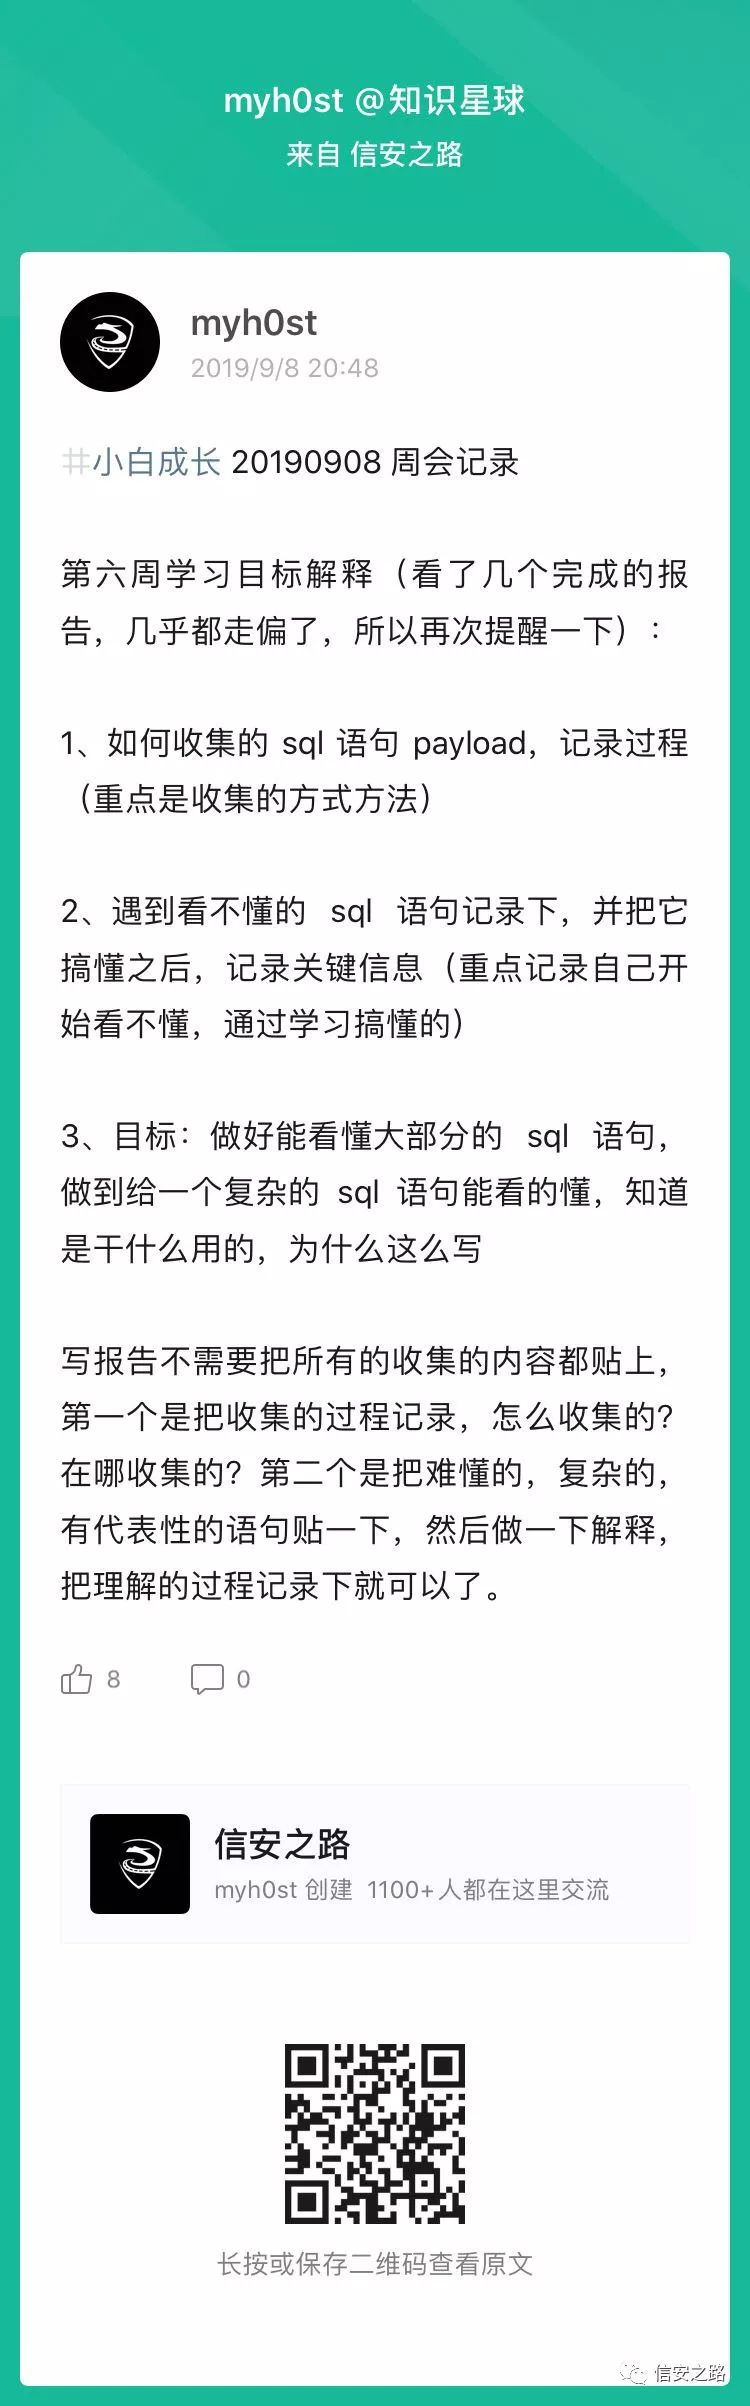 myh0st @知识星球
来自 信安之路
myh0st
2019/9/8 20:48
#小白成长 20190908 周会记录
第六周学习目标解释（看了几个完成的报
告，几乎都走偏了，所以再次提醒一下）：
1、如何收集的 sql 语句 payload，记录过程
（重点是收集的方式方法）
2、遇到看不懂的 sql 语句记录下，并把它
搞懂之后，记录关键信息（重点记录自己开
始看不懂，通过学习搞懂的）
3、目标：做好能看懂大部分的 sql 语句，
做到给一个复杂的 sql 语句能看的懂，知道
是干什么用的，为什么这么写
写报告不需要把所有的收集的内容都贴上，
第一个是把收集的过程记录，怎么收集的？
在哪收集的？第二个是把难懂的，复杂的，
有代表性的语句贴一下，然后做一下解释，
把理解的过程记录下就可以了。
8 0
信安之路
myh0st 创建 1100+人都在这里交流
长按或保存二维码查看原文
信安之路